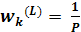 w_k^(L) = 1/P